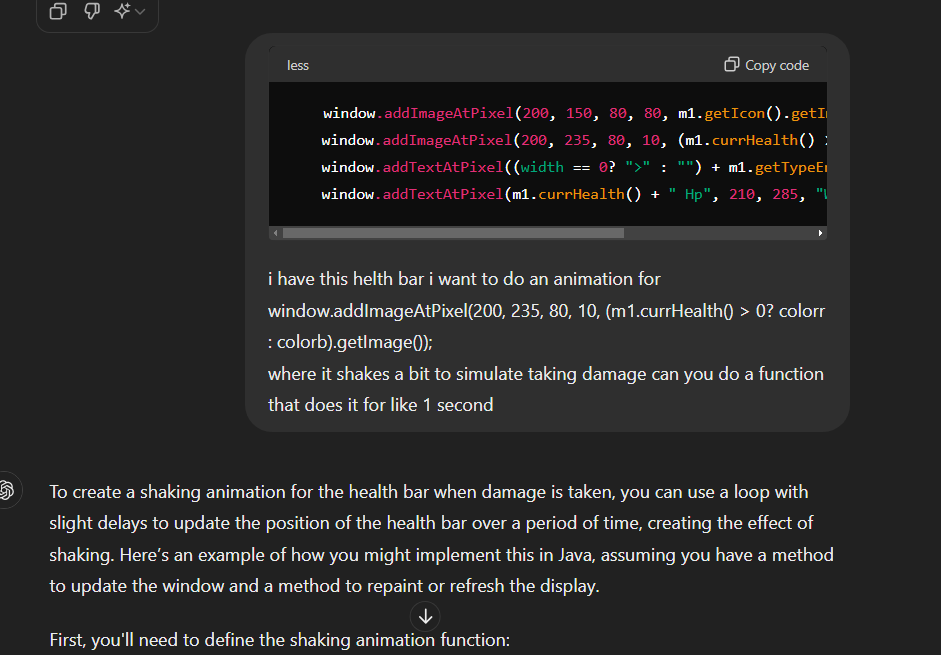 less
Copy code
window.addImageAtPixel(200, 150, 80, 80, m1.getIcon().getI
window.addImageAtPixel(200, 235, 80, 10, (m1.currHealth()
window.addTextAtPixel((width == 0? ">" : "") + m1.getTypeE
window.addTextAtPixel(m1.currHealth() + " Hp", 210, 285, "
i have this helth bar i want to do an animation for
window.addImageAtPixel(200, 235, 80, 10, (m1.currHealth() > 0? colorr
: colorb).getImage());
where it shakes a bit to simulate taking damage can you do a function
that does it for like 1 second
To create a shaking animation for the health bar when damage is taken, you can use a loop with
slight delays to update the position of the health bar over a period of time, creating the effect of
shaking. Here's an example of how you might implement this in Java, assuming you have a method
to update the window and a method to repaint or refresh the display.
First, you'll need to define the shaking animation function: